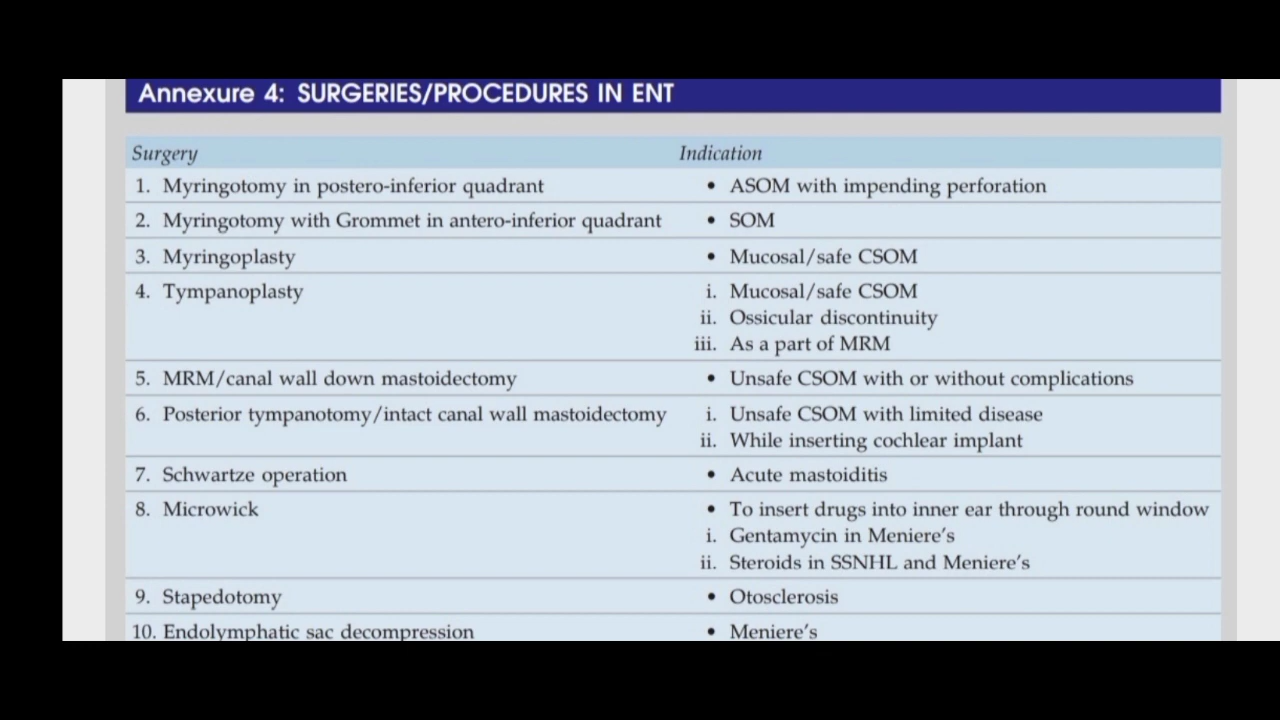 Annexure 4: SURGERIES/PROCEDURES IN ENT
Surgery Indication
1. Myringotomy in postero-inferior quadrant • ASOM with impending perforation
2. Myringotomy with Grommet in antero-inferior quadrant • SOM
3. Myringoplasty • Mucosal/safe CSOM
4. Tympanoplasty i. Mucosal/safe CSOM
ii. Ossicular discontinuity
iii. As a part of MRM
5. MRM/canal wall down mastoidectomy • Unsafe CSOM with or without complications
6. Posterior tympanotomy/intact canal wall mastoidectomy i. Unsafe CSOM with limited disease
ii. While inserting cochlear implant
7. Schwartze operation • Acute mastoiditis
8. Microwick • To insert drugs into inner ear through round window
i. Gentamycin in Meniere's
ii. Steroids in SSNHL and Meniere's
9. Stapedotomy • Otosclerosis
10. Endolymphatic sac decompression • Meniere's